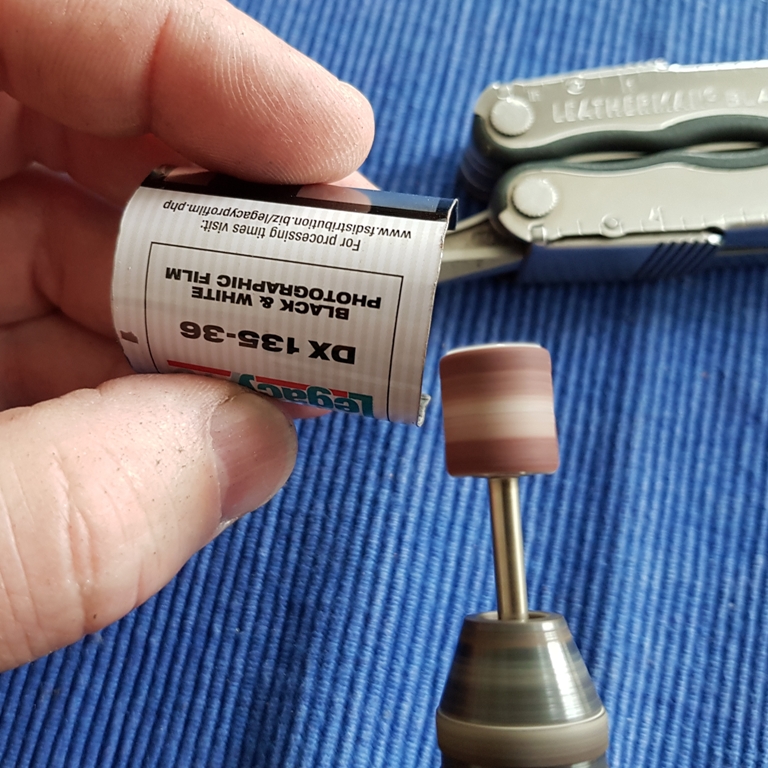 Legacy
DX 135-36
BLACK & WHITE
PHOTOGRAPHIC FILM
For processing times visit:
www.fsdistribution.biz/legacyprofilm.php
LEATHERMAN®